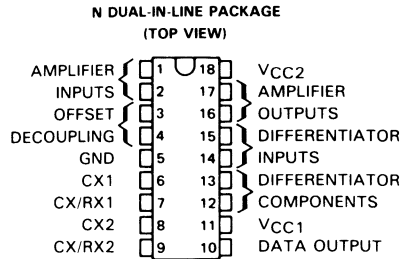 N DUAL-IN-LINE PACKAGE
(TOP VIEW)
AMPLIFIER 1 18 VCC2
INPUTS 2 17 AMPLIFIER
OFFSET 3 16 OUTPUTS
DECOUPLING 4 15 DIFFERENTIATOR
GND 5 14 INPUTS
CX1 6 13 DIFFERENTIATOR
CX/RX1 7 12 COMPONENTS
CX2 8 11 VCC1
CX/RX2 9 10 DATA OUTPUT